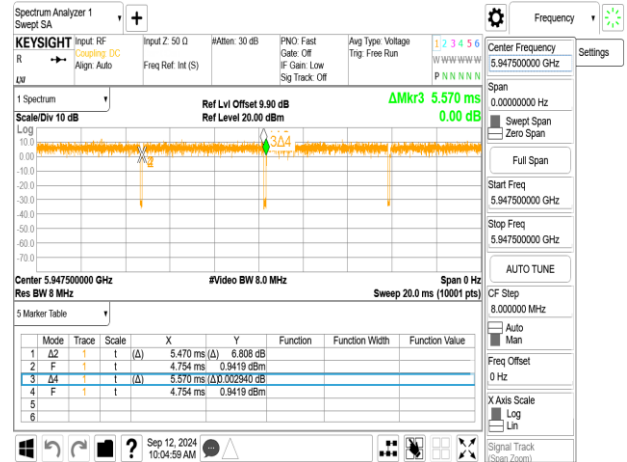 Spectrum Analyzer 1
Swept SA
+
Frequency
KEYSIGHT
R
Input: RF
Coupling: DC
Align: Auto
Input Z: 50 Ω
Freq Ref: Int (S)
#Atten: 30 dB
PNO: Fast
Gate: Off
IF Gain: Low
Sig Track: Off
Avg Type: Voltage
Trig: Free Run
1 2 3 4 5 6
W W W W W W
P N N N N N
1 Spectrum
Scale/Div 10 dB
Ref Lvl Offset 9.90 dB
Ref Level 20.00 dBm
ΔMkr3 5.570 ms
0.00 dB
Log
10.0
0.00
-10.0
-20.0
-30.0
-40.0
-50.0
-60.0
-70.0
3Δ4
Center 5.947500000 GHz
Res BW 8 MHz
#Video BW 8.0 MHz
Span 0 Hz
Sweep 20.0 ms (10001 pts)
5 Marker Table
Mode Trace Scale X Y Function Function Width Function Value
1 Δ2 1 t (Δ) 5.470 ms (Δ) 6.808 dB
2 F 1 t 4.754 ms 0.9419 dBm
3 Δ4 1 t (Δ) 5.570 ms (Δ) 0.002940 dB
4 F 1 t 4.754 ms 0.9419 dBm
5
6
Sep 12, 2024
10:04:59 AM
Center Frequency
5.947500000 GHz
Settings
Span
0.00000000 Hz
Swept Span
Zero Span
Full Span
Start Freq
5.947500000 GHz
Stop Freq
5.947500000 GHz
AUTO TUNE
CF Step
8.000000 MHz
Auto
Man
Freq Offset
0 Hz
X Axis Scale
Log
Lin
Signal Track
(Span Zoom)